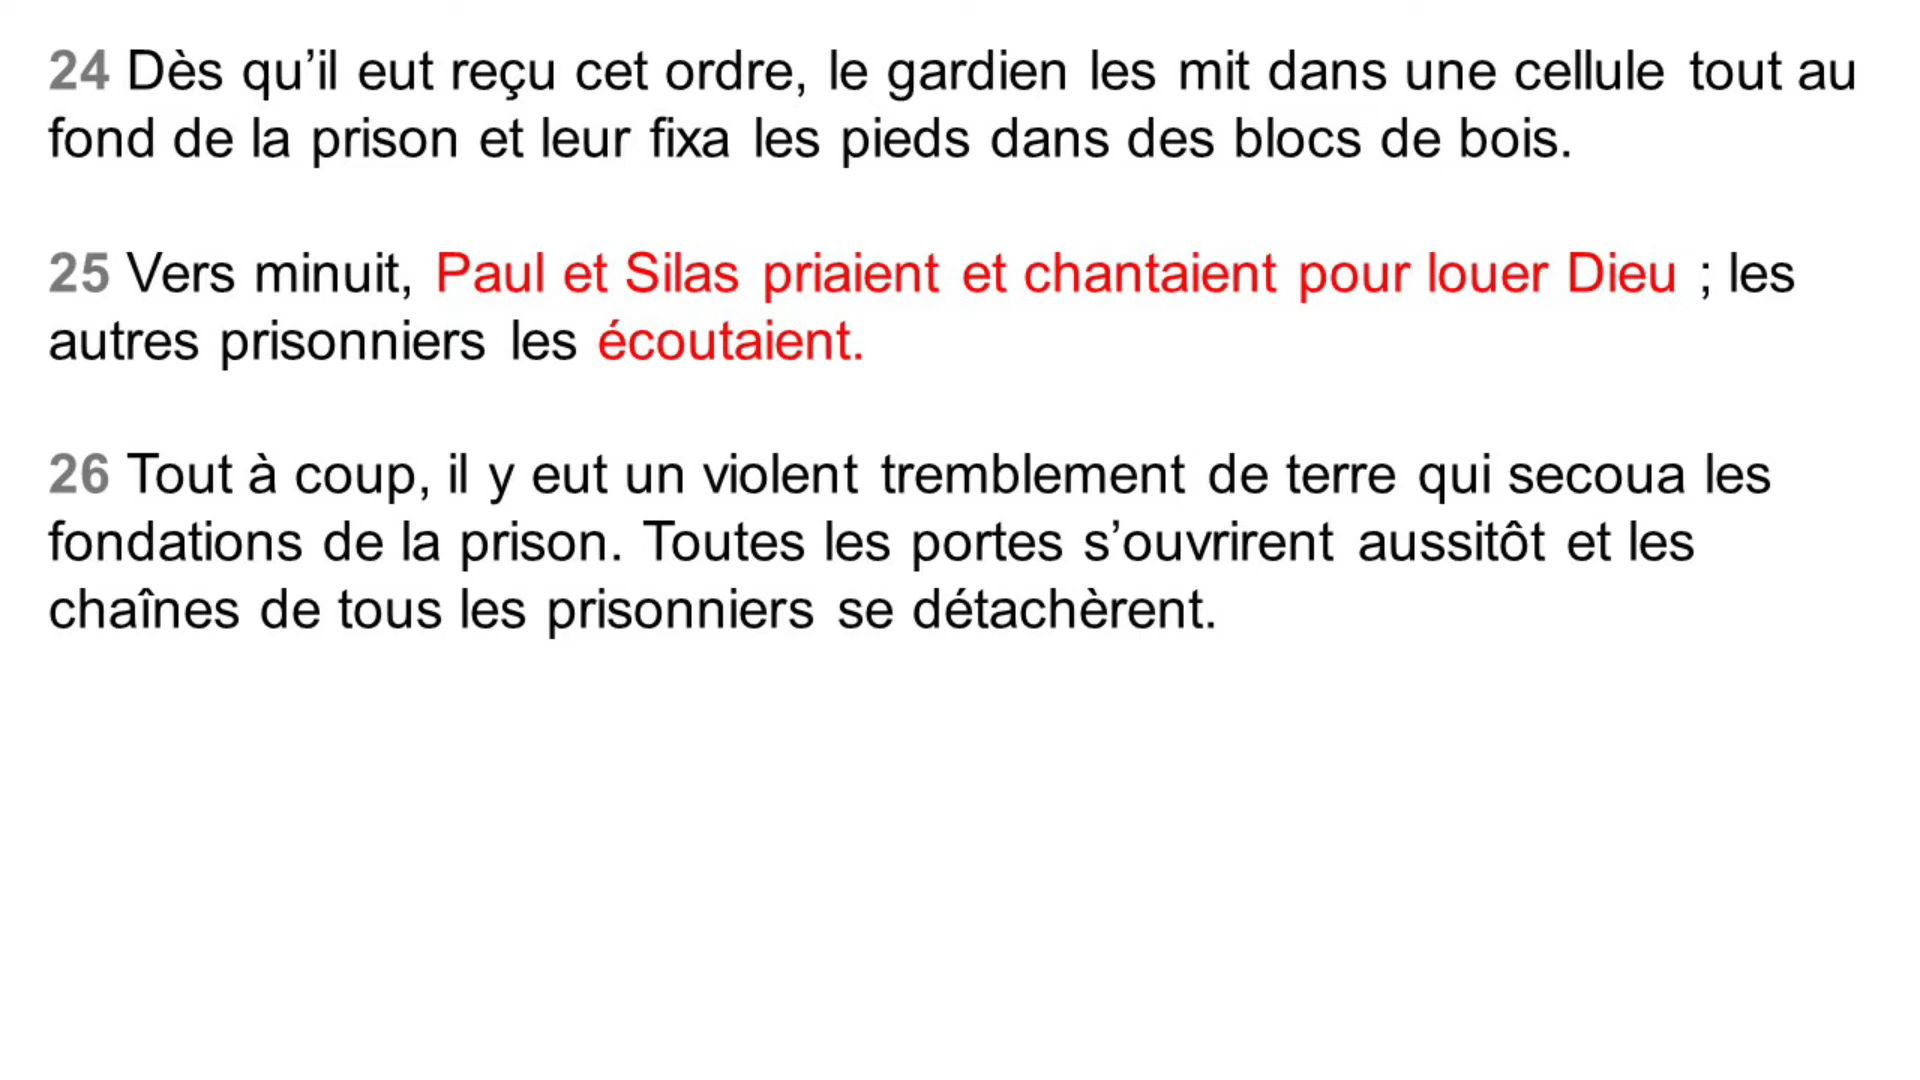 24 Dès qu’il eut reçu cet ordre, le gardien les mit dans une cellule tout au
fond de la prison et leur fixa les pieds dans des blocs de bois.
25 Vers minuit, Paul et Silas priaient et chantaient pour louer Dieu ; les
autres prisonniers les écoutaient.
26 Tout à coup, il y eut un violent tremblement de terre qui secoua les
fondations de la prison. Toutes les portes s’ouvrirent aussitôt et les
chaînes de tous les prisonniers se détachèrent.